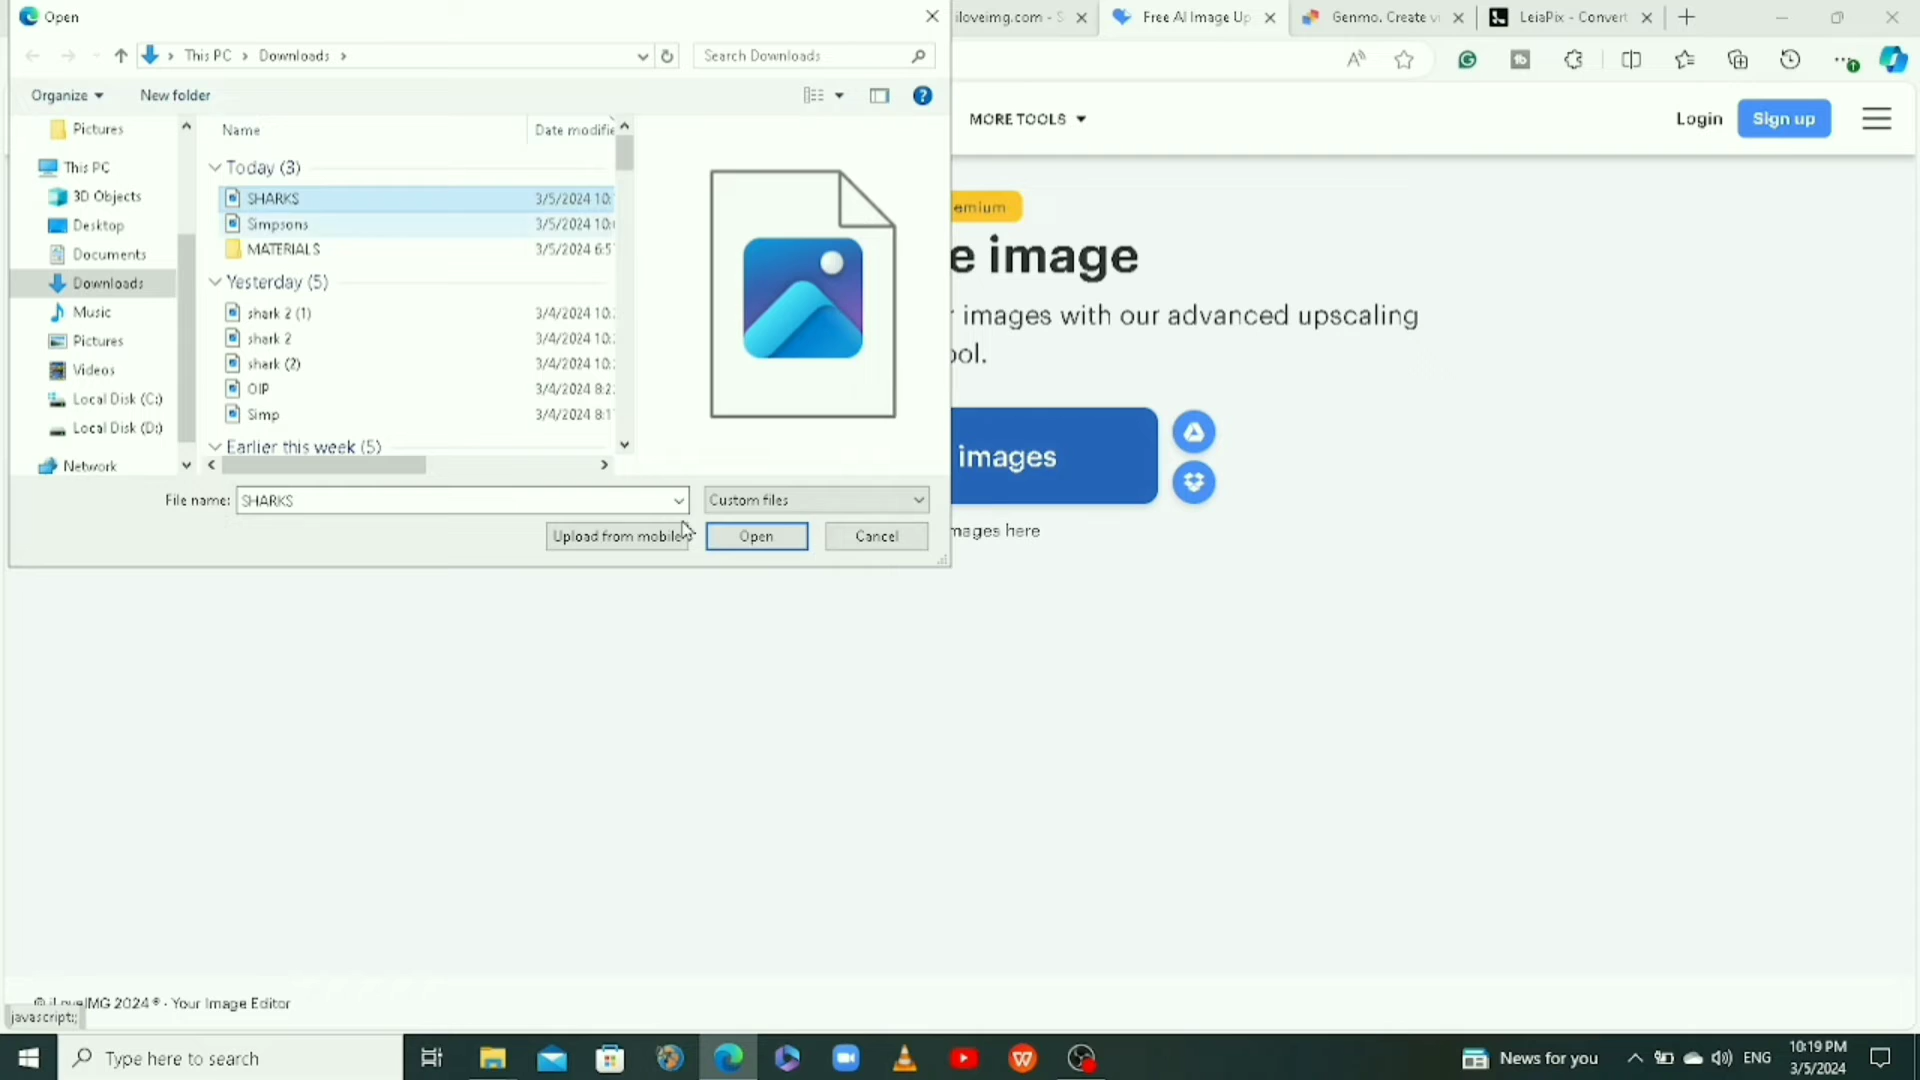 Open
iloveimg.com - S
Free AI Image Up
Genmo. Create vi
LeiaPix - Convert
This PC > Downloads >
Search Downloads
Organize
New folder
MORE TOOLS
Login
Sign up
Pictures
This PC
3D Objects
Desktop
Documents
Downloads
Music
Pictures
Videos
Local Disk (C:)
Local Disk (D:)
Network
Name
Date modifie
Today (3)
SHARKS 3/5/2024 10:
Simpsons 3/5/2024 10:
MATERIALS 3/5/2024 6:5
Yesterday (5)
shark 2 (1) 3/4/2024 10:
shark 2 3/4/2024 10:
shark (2) 3/4/2024 10:
OIP 3/4/2024 8:2
Simp 3/4/2024 8:1
Earlier this week (5)
File name: SHARKS
Custom files
Upload from mobile
Open
Cancel
emium
e image
images with our advanced upscaling
ool.
images
mages here
© iLoveIMG 2024 ® - Your Image Editor
javascript:;
Type here to search
News for you
ENG
10:19 PM
3/5/2024